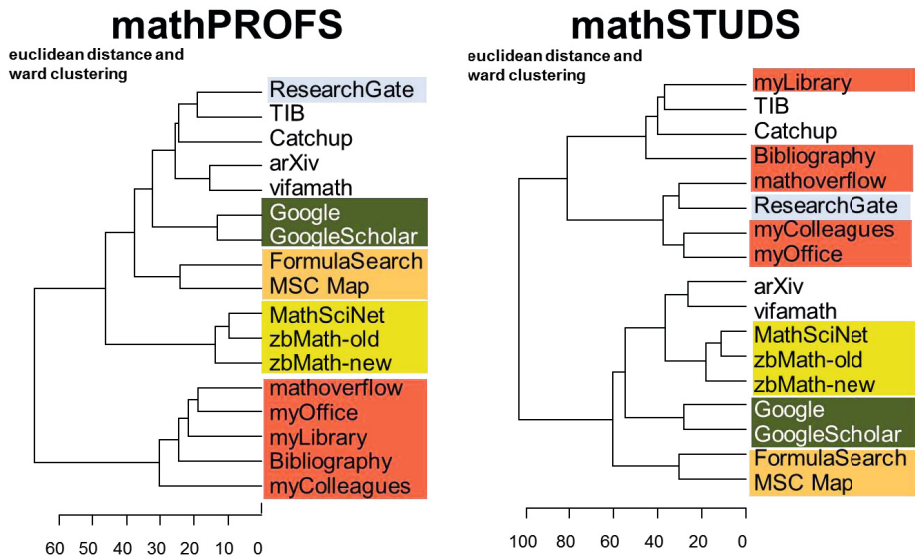 mathPROFS
euclidean distance and
ward clustering
ResearchGate
TIB
Catchup
arXiv
vifamath
Google
GoogleScholar
FormulaSearch
MSC Map
MathSciNet
zbMath-old
zbMath-new
mathoverflow
myOffice
myLibrary
Bibliography
myColleagues
60 50 40 30 20 10 0
mathSTUDS
euclidean distance and
ward clustering
myLibrary
TIB
Catchup
Bibliography
mathoverflow
ResearchGate
myColleagues
myOffice
arXiv
vifamath
MathSciNet
zbMath-old
zbMath-new
Google
GoogleScholar
FormulaSearch
MSC Map
100 80 60 40 20 0